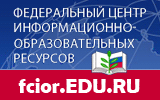 ФЕДЕРАЛЬНЫЙ ЦЕНТР
ИНФОРМАЦИОННО-
ОБРАЗОВАТЕЛЬНЫХ
РЕСУРСОВ
fcior.EDU.RU